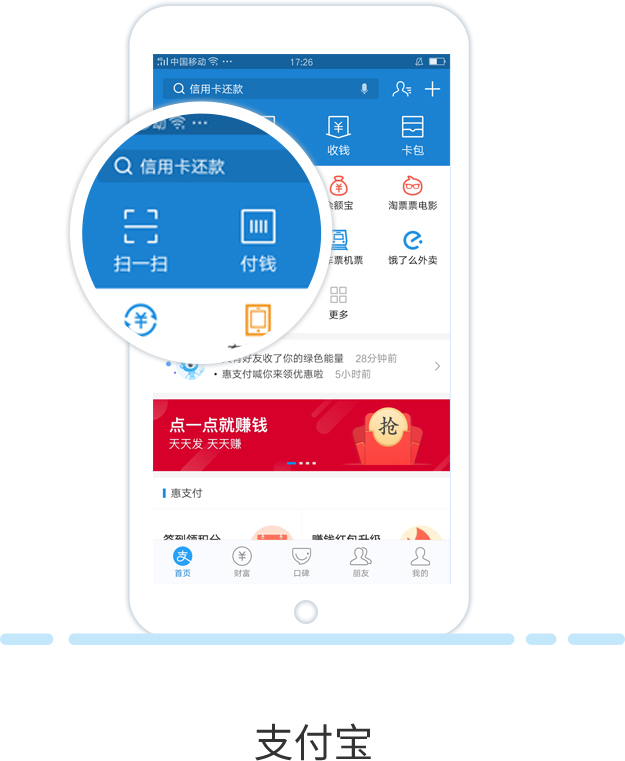 中国移动 17:26
信用卡还款
收钱 卡包
信用卡还款
扫一扫 付钱
额宝 淘票票电影
车票机票 饿了么外卖
更多
好友收了你的绿色能量 28分钟前
• 惠支付喊你来领优惠啦 5小时前
点一点就赚钱
天天发 天天赚
抢
惠支付
签到领积分 赚钱红包升级
支
首页 财富 口碑 朋友 我的
支付宝